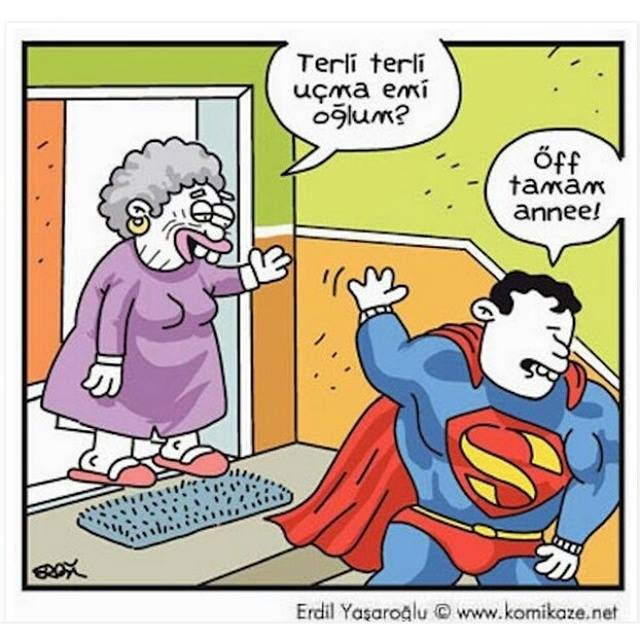 Terli terli
uçma emi
oğlum?
Öff
tamam
annee!
S
Erdil Yaşaroğlu © www.komikaze.net